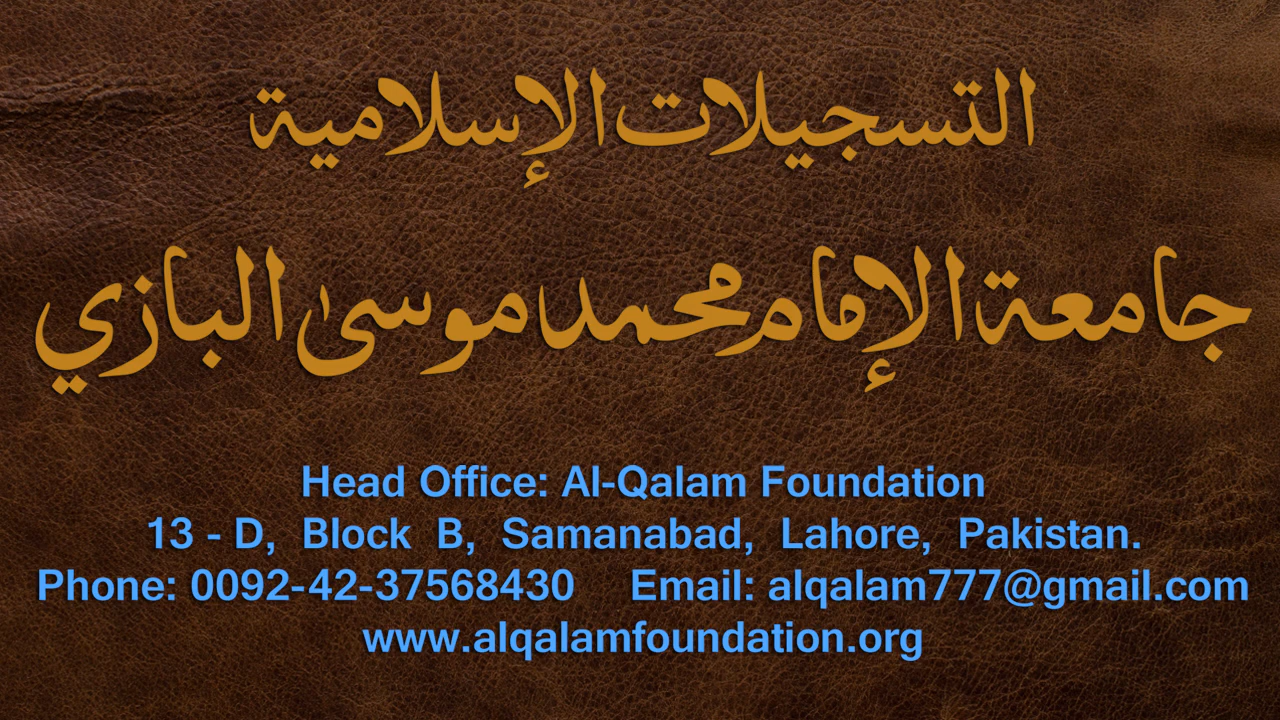 التسجيلات الإسلامية
جامعة الإمام محمد موسىٰ البازي
Head Office: Al-Qalam Foundation
13 - D, Block B, Samanabad, Lahore, Pakistan.
Phone: 0092-42-37568430 Email: alqalam777@gmail.com
www.alqalamfoundation.org